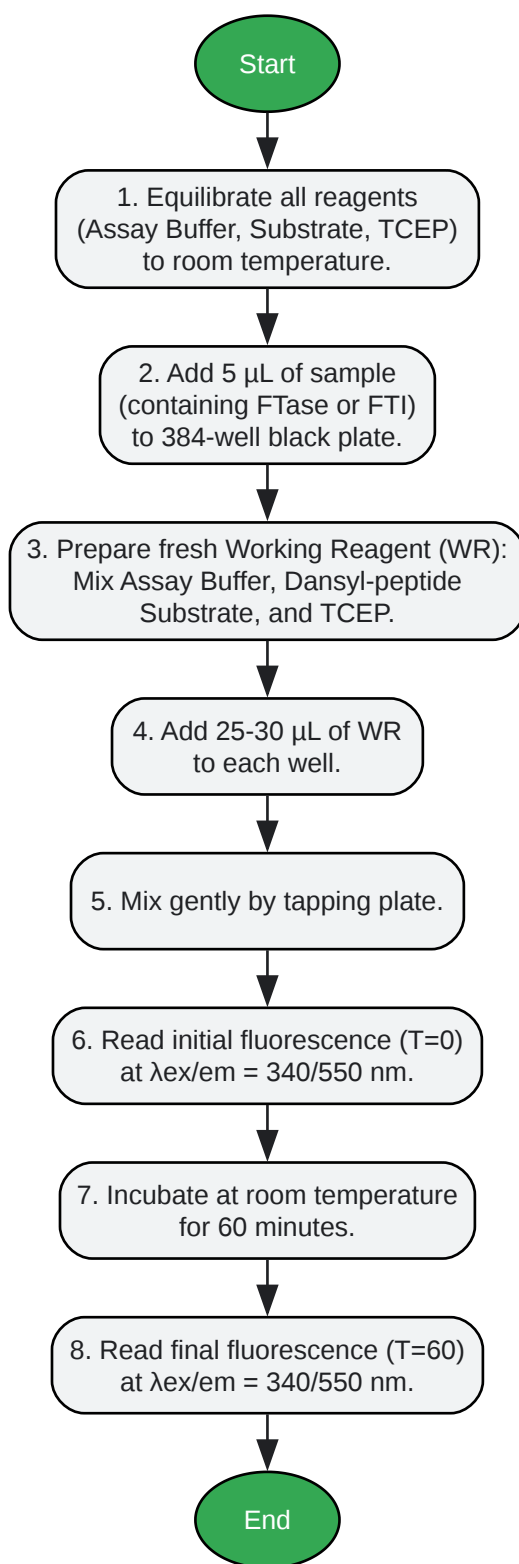 Start
1. Equilibrate all reagents
(Assay Buffer, Substrate, TCEP)
to room temperature.
2. Add 5 µL of sample
(containing FTase or FTI)
to 384-well black plate.
3. Prepare fresh Working Reagent (WR):
Mix Assay Buffer, Dansyl-peptide
Substrate, and TCEP.
4. Add 25-30 µL of WR
to each well.
5. Mix gently by tapping plate.
6. Read initial fluorescence (T=0)
at λex/em = 340/550 nm.
7. Incubate at room temperature
for 60 minutes.
8. Read final fluorescence (T=60)
at λex/em = 340/550 nm.
End